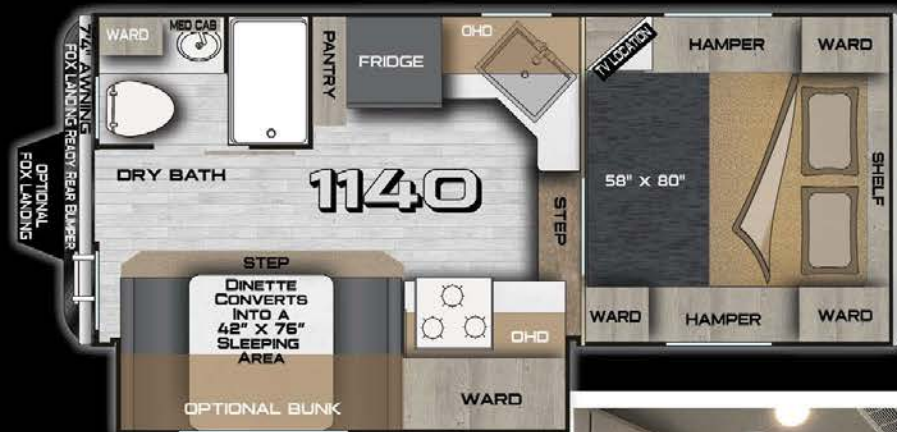 WARD
MED CAB
PANTRY
FRIDGE
OHD
TV LOCATION
HAMPER
WARD
7'4" AWNING
FOX LANDING READY REAR BUMPER
OPTIONAL
FOX LANDING
DRY BATH
1140
STEP
58" X 80"
SHELF
STEP
DINETTE
CONVERTS
INTO A
42" X 76"
SLEEPING
AREA
OPTIONAL BUNK
OHD
WARD
WARD
HAMPER
WARD